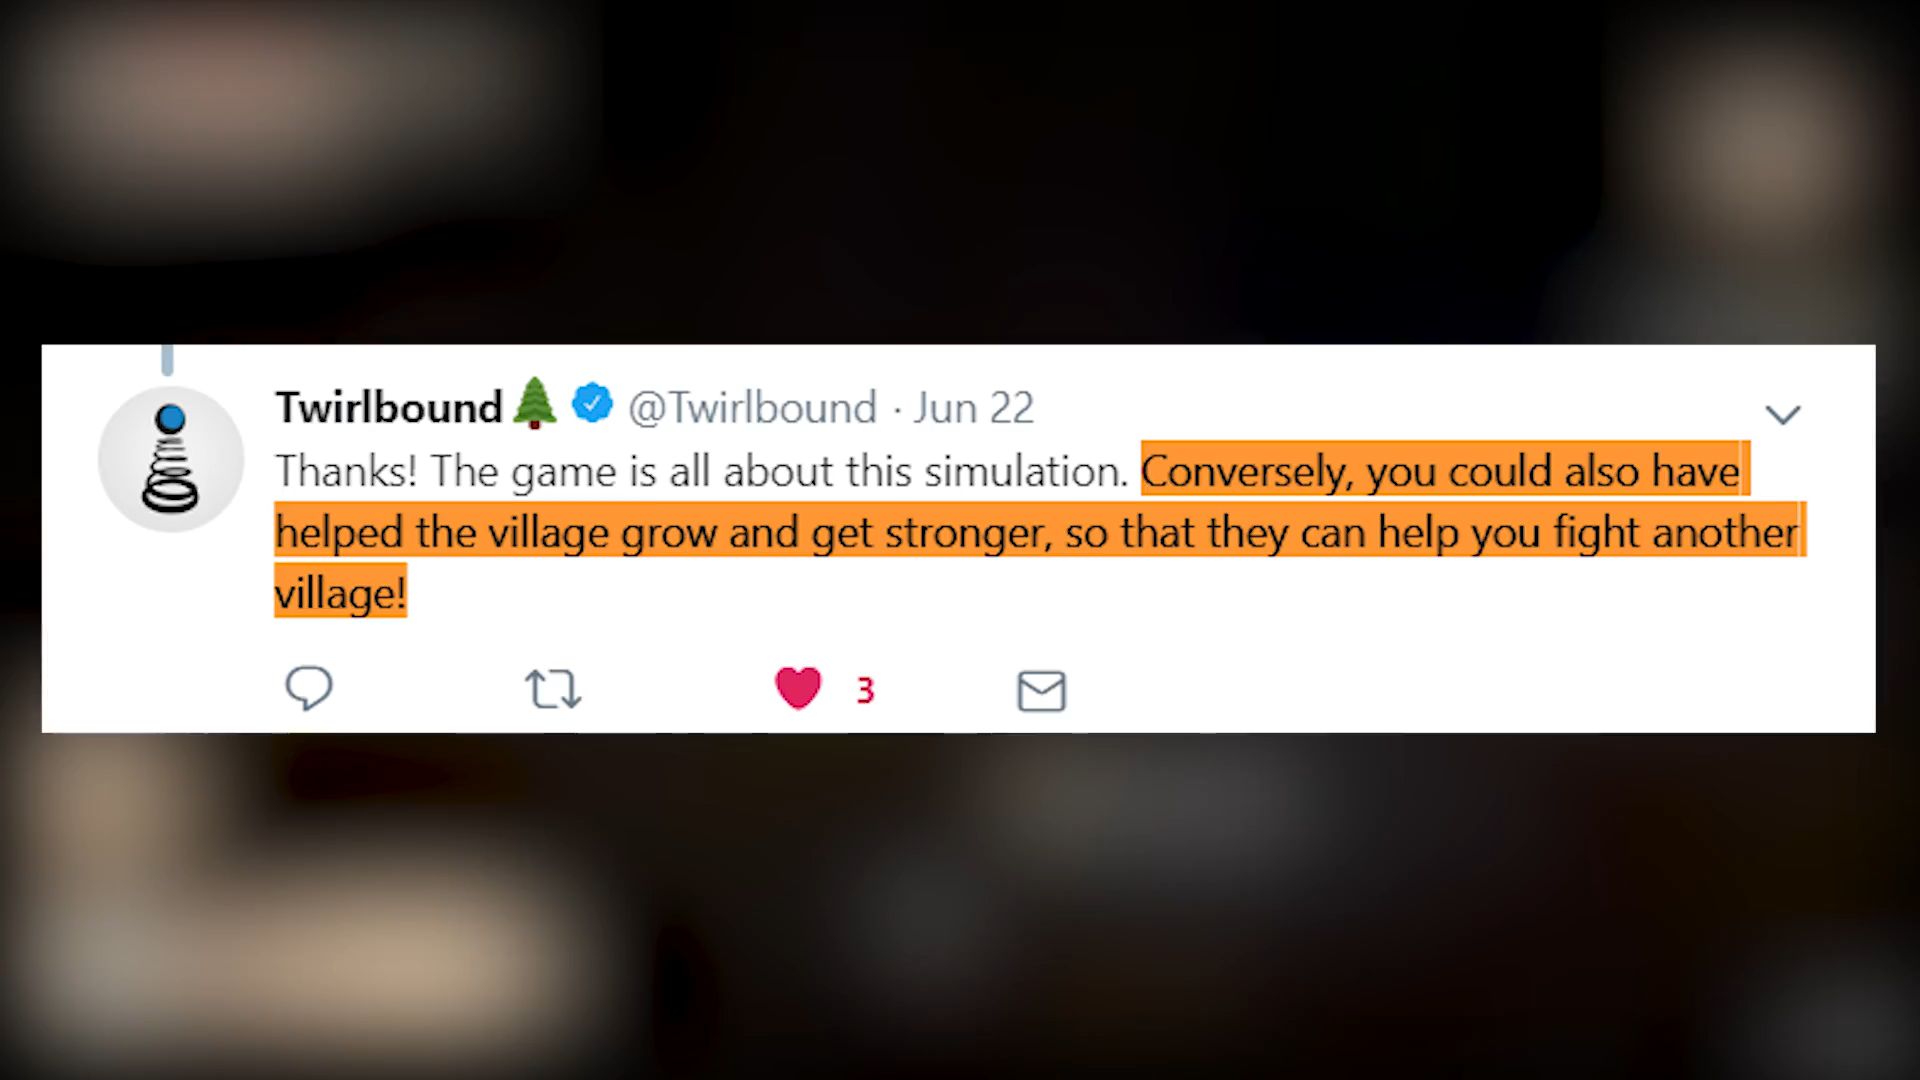 Twirlbound🌲 @Twirlbound · Jun 22
Thanks! The game is all about this simulation. Conversely, you could also have
helped the village grow and get stronger, so that they can help you fight another
village!
3